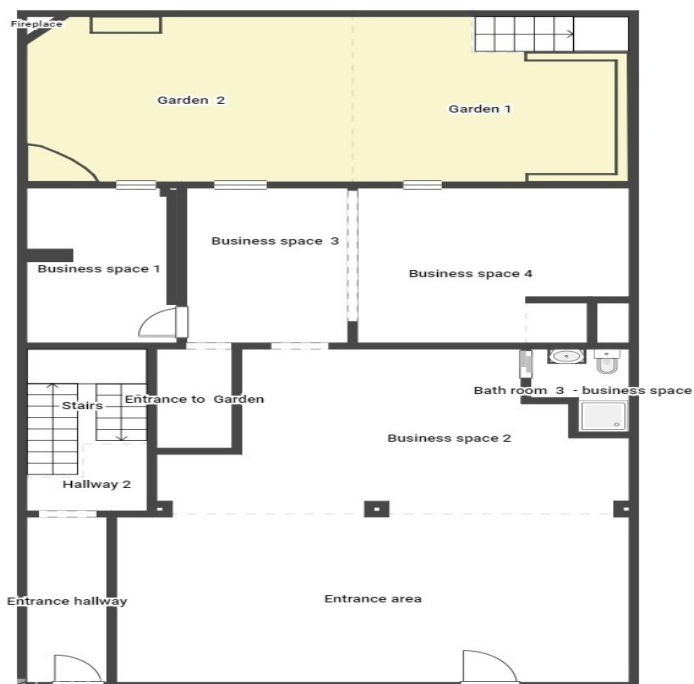 Fireplace
Garden 2
Garden 1
Business space 3
Business space 1
Business space 4
Stairs
Entrance to Garden
Bath room 3 - business space
Business space 2
Hallway 2
Entrance hallway
Entrance area